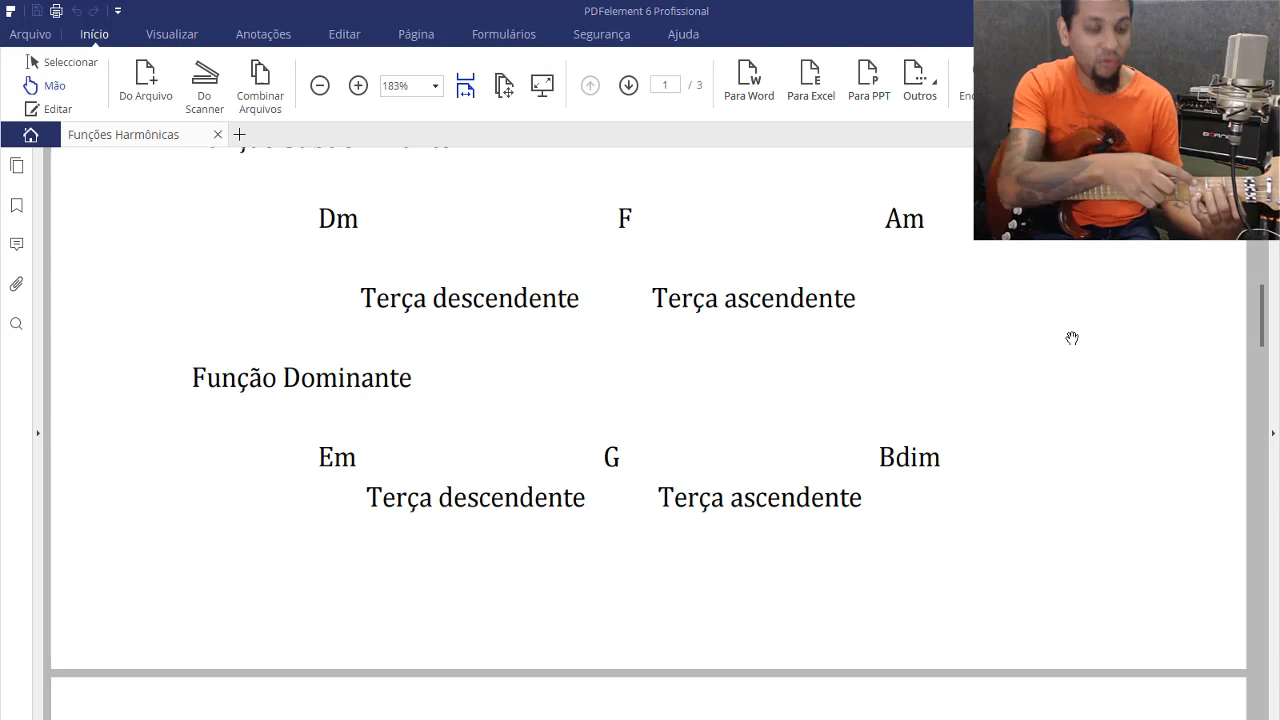 PDFelement 6 Profissional
Arquivo Início Visualizar Anotações Editar Página Formulários Segurança Ajuda
Seleccionar
Mão
Editar
Do Arquivo
Do Scanner
Combinar Arquivos
183%
1 / 3
Para Word
Para Excel
Para PPT
Outros
Funções Harmônicas
Dm F Am
Terça descendente Terça ascendente
Função Dominante
Em G Bdim
Terça descendente Terça ascendente